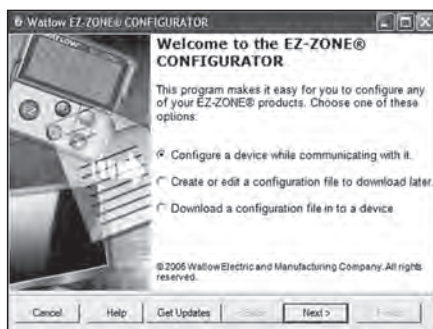 Watlow EZ-ZONE® CONFIGURATOR
Welcome to the EZ-ZONE®
CONFIGURATOR
This program makes it easy for you to configure any
of your EZ-ZONE® products. Choose one of these
options:
Configure a device while communicating with it.
Create or edit a configuration file to download later.
Download a configuration file in to a device
©2006 Watlow Electric and Manufacturing Company. All rights
reserved.
Cancel Help Get Updates Next >